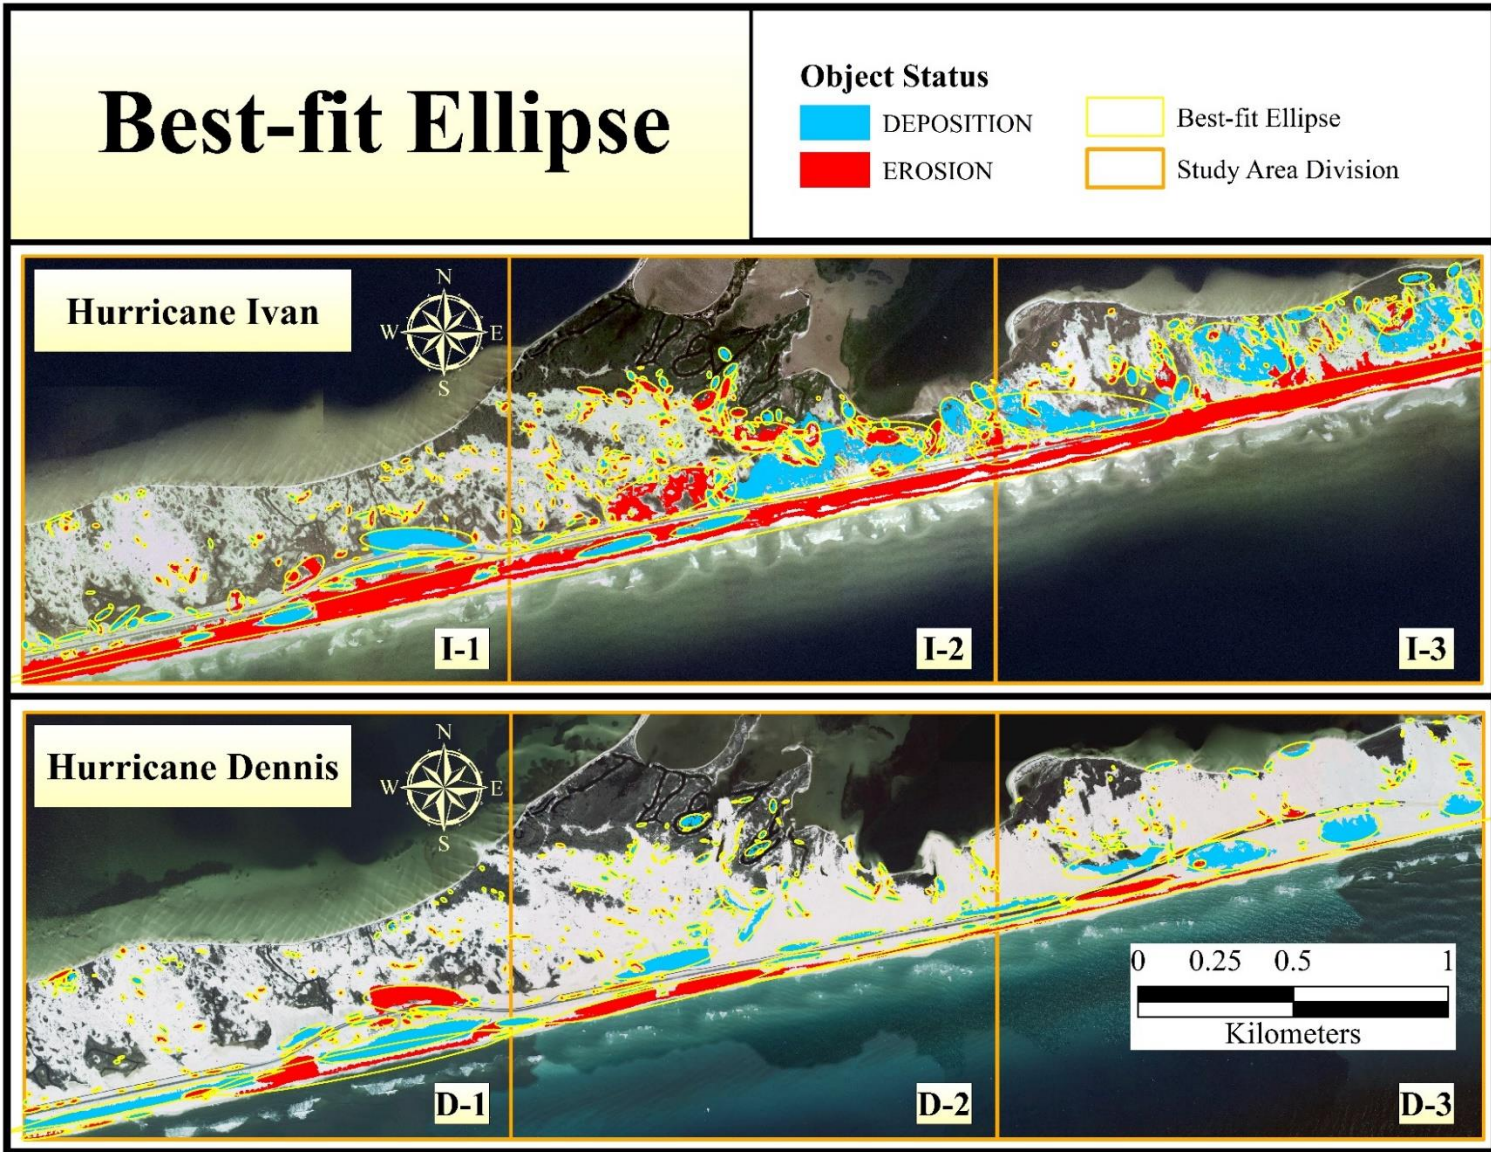 Best-fit Ellipse
Object Status
DEPOSITION
EROSION
Best-fit Ellipse
Study Area Division
Hurricane Ivan
N
W E
S
I-1
I-2
I-3
Hurricane Dennis
N
W E
S
0 0.25 0.5 1
Kilometers
D-1
D-2
D-3